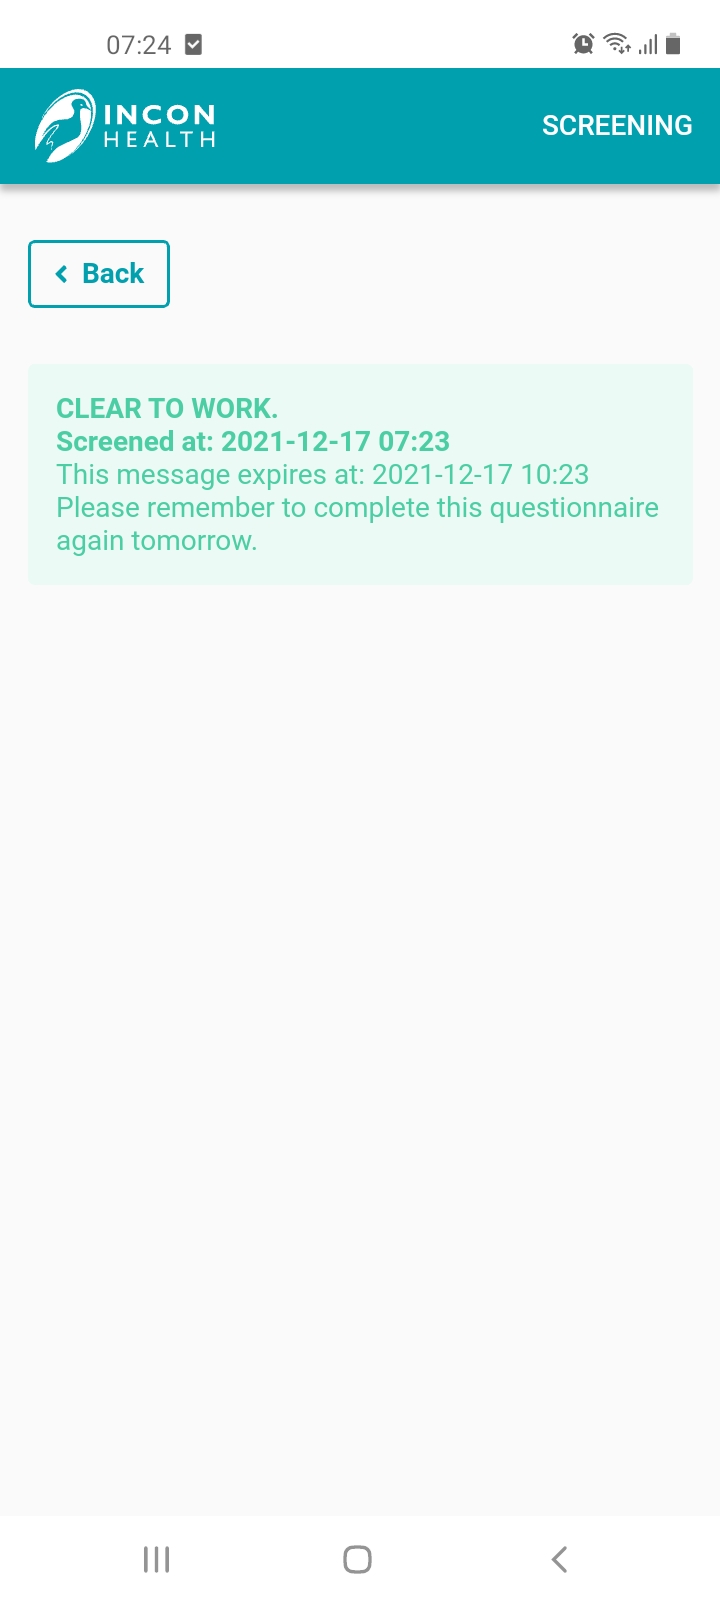 07:24
INCON
HEALTH
SCREENING
Back
CLEAR TO WORK.
Screened at: 2021-12-17 07:23
This message expires at: 2021-12-17 10:23
Please remember to complete this questionnaire
again tomorrow.